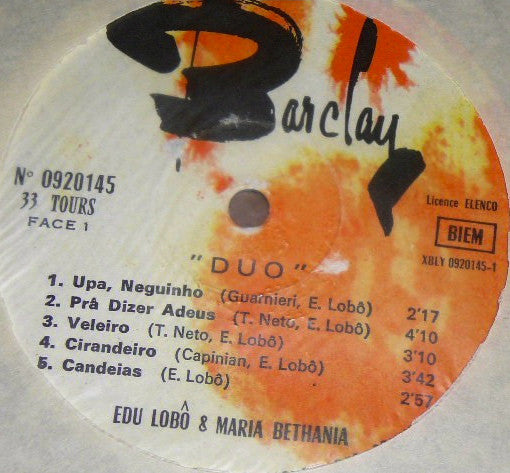 Barclay
N° 0920145
33 TOURS
FACE 1
Licence ELENCO
BIEM
XBLY 0920145-1
"DUO"
1. Upa, Neguinho (Guarnieri, E. Lobô) 2'17
2. Prâ Dizer Adeus (T. Neto, E. Lobô) 4'10
3. Veleiro (T. Neto, E. Lobô) 3'10
4. Cirandeiro (Capinian, E. Lobô) 3'42
5. Candeias (E. Lobô) 2'57
EDU LOBÔ & MARIA BETHANIA